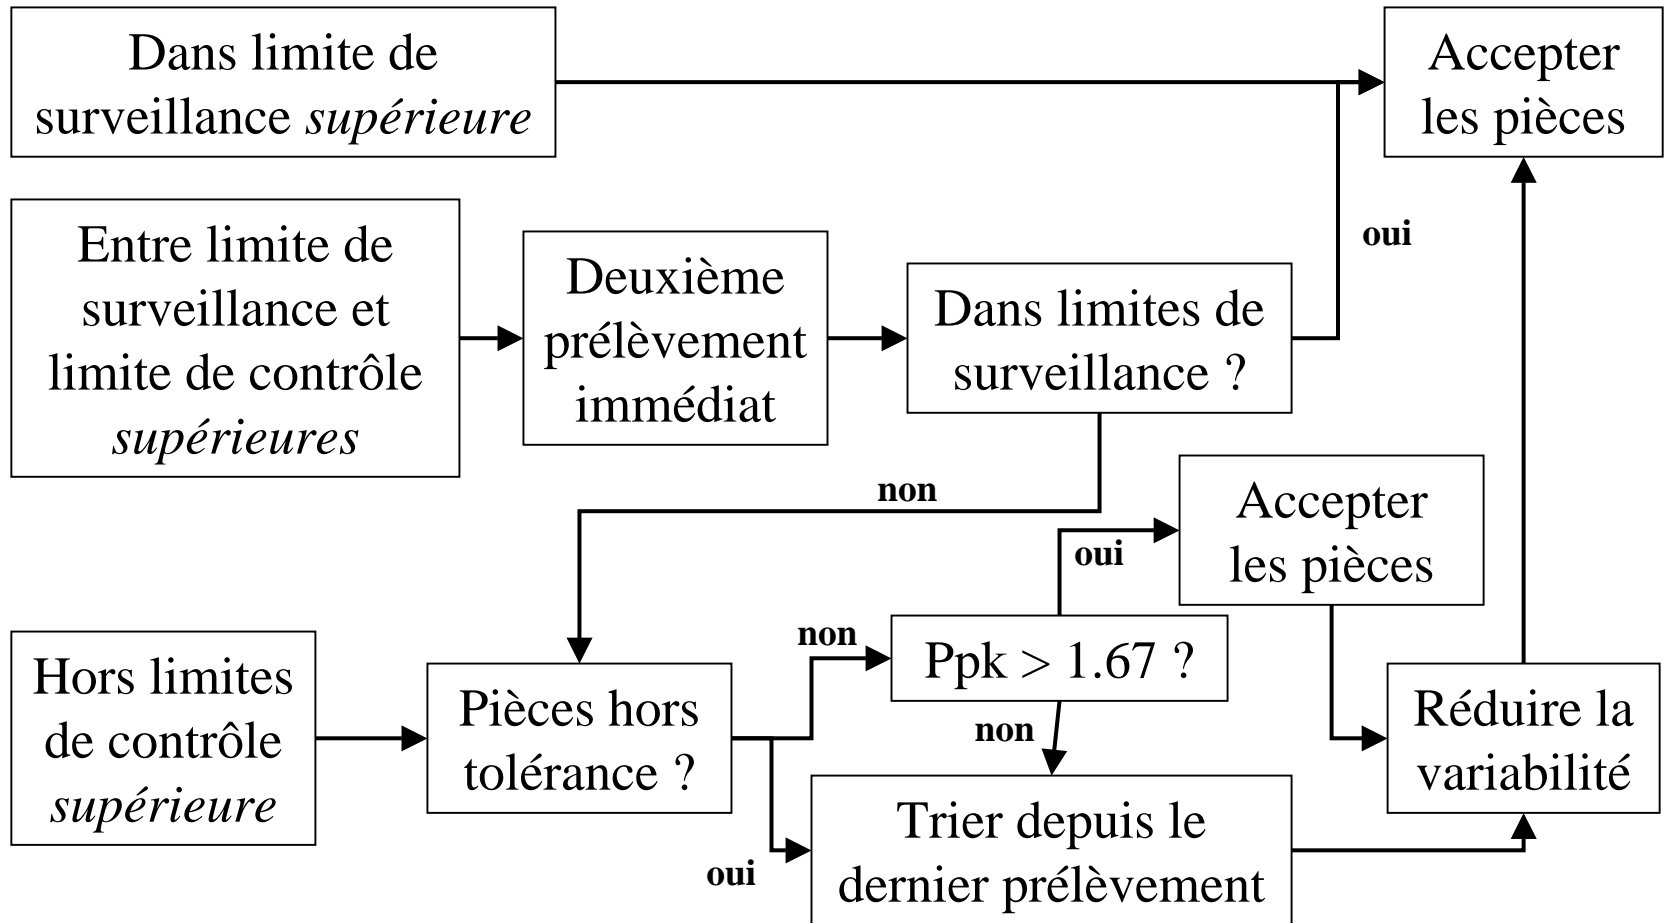 Dans limite de
surveillance supérieure
Accepter
les pièces
Entre limite de
surveillance et
limite de contrôle
supérieures
Deuxième
prélèvement
immédiat
Dans limites de
surveillance ?
oui
non
Accepter
les pièces
oui
Hors limites
de contrôle
supérieure
Pièces hors
tolérance ?
non
Ppk > 1.67 ?
non
Réduire la
variabilité
oui
Trier depuis le
dernier prélèvement